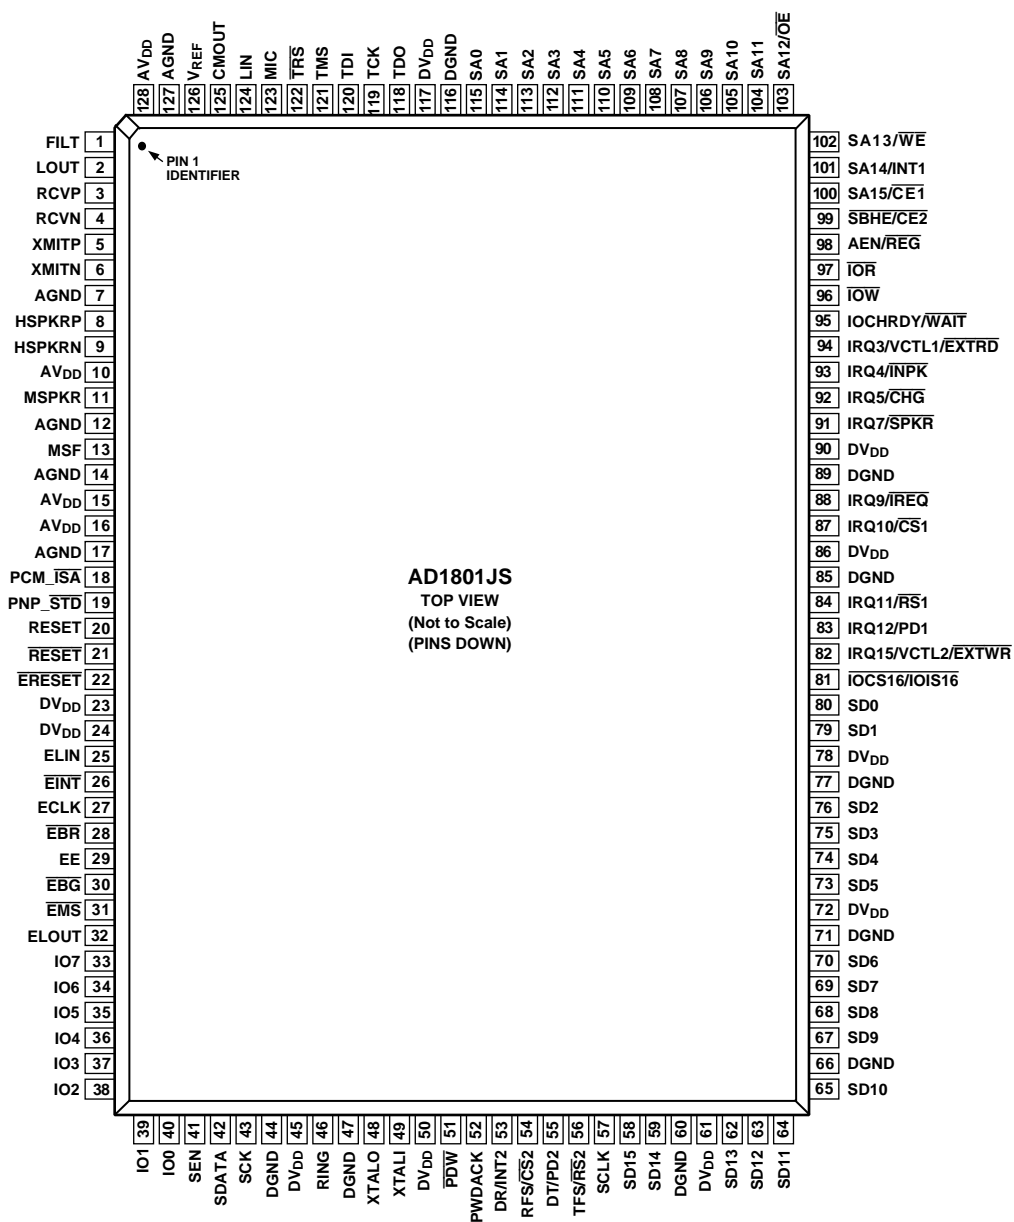 AVDD
AGND
VREF
CMOUT
LIN
MIC
TRS
TMS
TDI
TCK
TDO
DVDD
DGND
SA0
SA1
SA2
SA3
SA4
SA5
SA6
SA7
SA8
SA9
SA10
SA11
SA12/OE
128
127
126
125
124
123
122
121
120
119
118
117
116
115
114
113
112
111
110
109
108
107
106
105
104
103
FILT 1
LOUT 2
RCVP 3
RCVN 4
XMITP 5
XMITN 6
AGND 7
HSPKRP 8
HSPKRN 9
AVDD 10
MSPKR 11
AGND 12
MSF 13
AGND 14
AVDD 15
AVDD 16
AGND 17
PCM_ISA 18
PNP_STD 19
RESET 20
RESET 21
ERESET 22
DVDD 23
DVDD 24
ELIN 25
EINT 26
ECLK 27
EBR 28
EE 29
EBG 30
EMS 31
ELOUT 32
IO7 33
IO6 34
IO5 35
IO4 36
IO3 37
IO2 38
PIN 1
IDENTIFIER
AD1801JS
TOP VIEW
(Not to Scale)
(PINS DOWN)
102 SA13/WE
101 SA14/INT1
100 SA15/CE1
99 SBHE/CE2
98 AEN/REG
97 IOR
96 IOW
95 IOCHRDY/WAIT
94 IRQ3/VCTL1/EXTRD
93 IRQ4/INPK
92 IRQ5/CHG
91 IRQ7/SPKR
90 DVDD
89 DGND
88 IRQ9/IREQ
87 IRQ10/CS1
86 DVDD
85 DGND
84 IRQ11/RS1
83 IRQ12/PD1
82 IRQ15/VCTL2/EXTWR
81 IOCS16/IOIS16
80 SD0
79 SD1
78 DVDD
77 DGND
76 SD2
75 SD3
74 SD4
73 SD5
72 DVDD
71 DGND
70 SD6
69 SD7
68 SD8
67 SD9
66 DGND
65 SD10
39
40
41
42
43
44
45
46
47
48
49
50
51
52
53
54
55
56
57
58
59
60
61
62
63
64
IO1
IO0
SEN
SDATA
SCK
DGND
DVDD
RING
DGND
XTALO
XTALI
DVDD
PDW
PWDACK
DR/INT2
RFS/CS2
DT/PD2
TFS/RS2
SCLK
SD15
SD14
DGND
DVDD
SD13
SD12
SD11